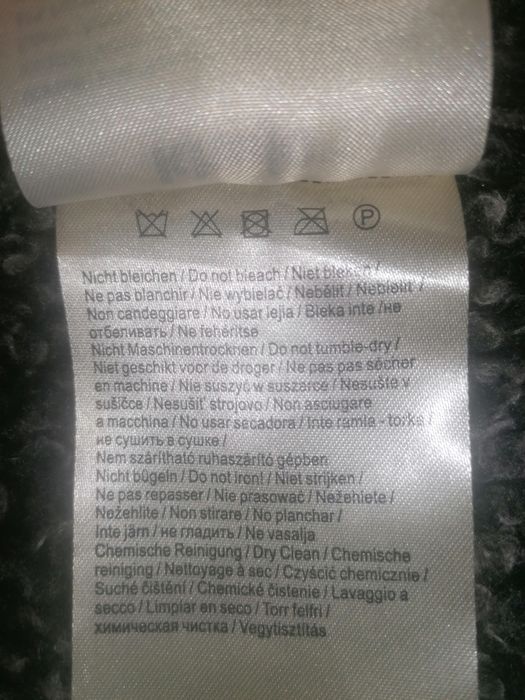 P
Nicht bleichen / Do not bleach / Niet bleken /
Ne pas blanchir / Nie wybielać / Nebělit / Nebieliť /
Non candeggiare / No usar lejia / Bleka inte / не
отбеливать / Ne fehérítse
Nicht Maschinentrocknen / Do not tumble-dry /
Niet geschikt voor de droger / Ne pas pas sécher
en machine / Nie suszyć w suszarce / Nesušte v
sušičce / Nesušiť strojovo / Non asciugare
a macchina / No usar secadora / Inte ramla - torka /
не сушить в сушке /
Nem szárítható ruhaszárító gépben
Nicht bügeln / Do not iron! / Niet strijken /
Ne pas repasser / Nie prasować / Nežehlete /
Nežehlite / Non stirare / No planchar /
Inte järn / не гладить / Ne vasalja
Chemische Reinigung / Dry Clean / Chemische
reiniging / Nettoyage à sec / Czyścić chemicznie /
Suché čištění / Chemické čistenie / Lavaggio a
secco / Limpiar en seco / Torr felfri /
химическая чистка / Vegytisztítás